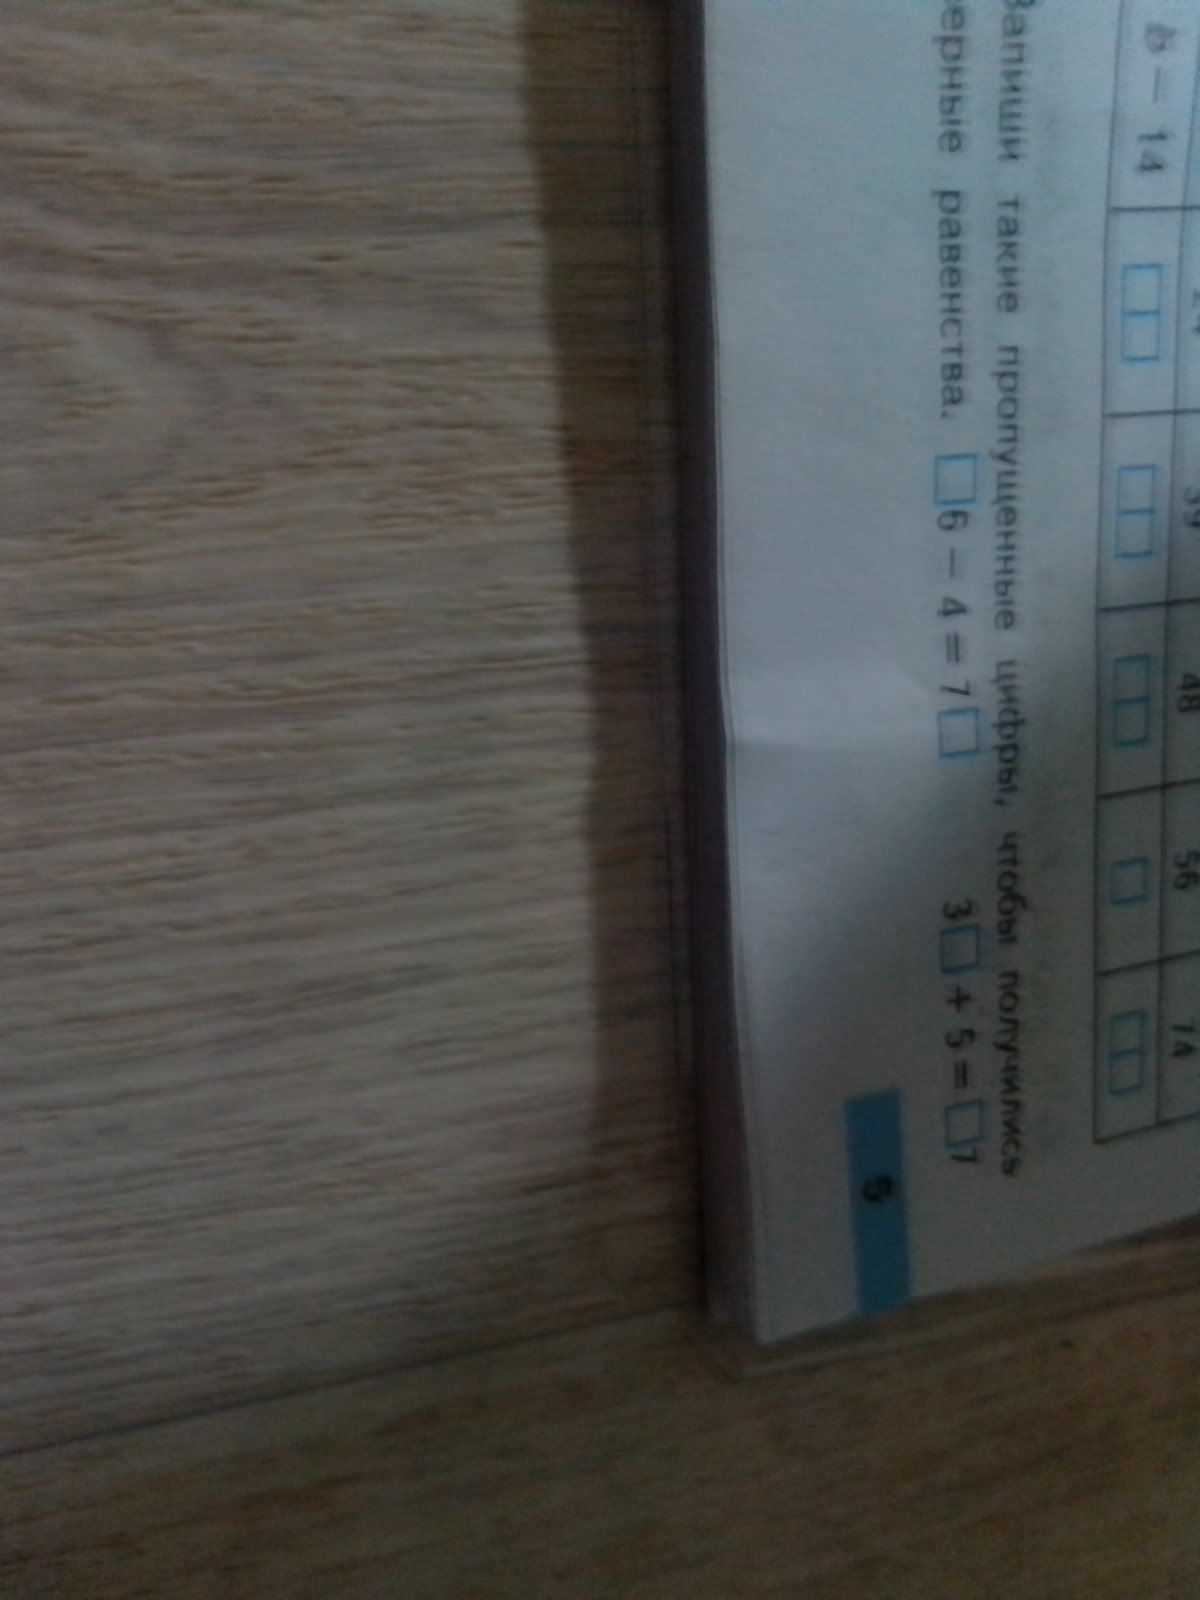 39 48 56 74
b – 14
Запиши такие пропущенные цифры, чтобы получились
ерные равенства. □6 – 4 = 7□ 3□ + 5 = □7
5